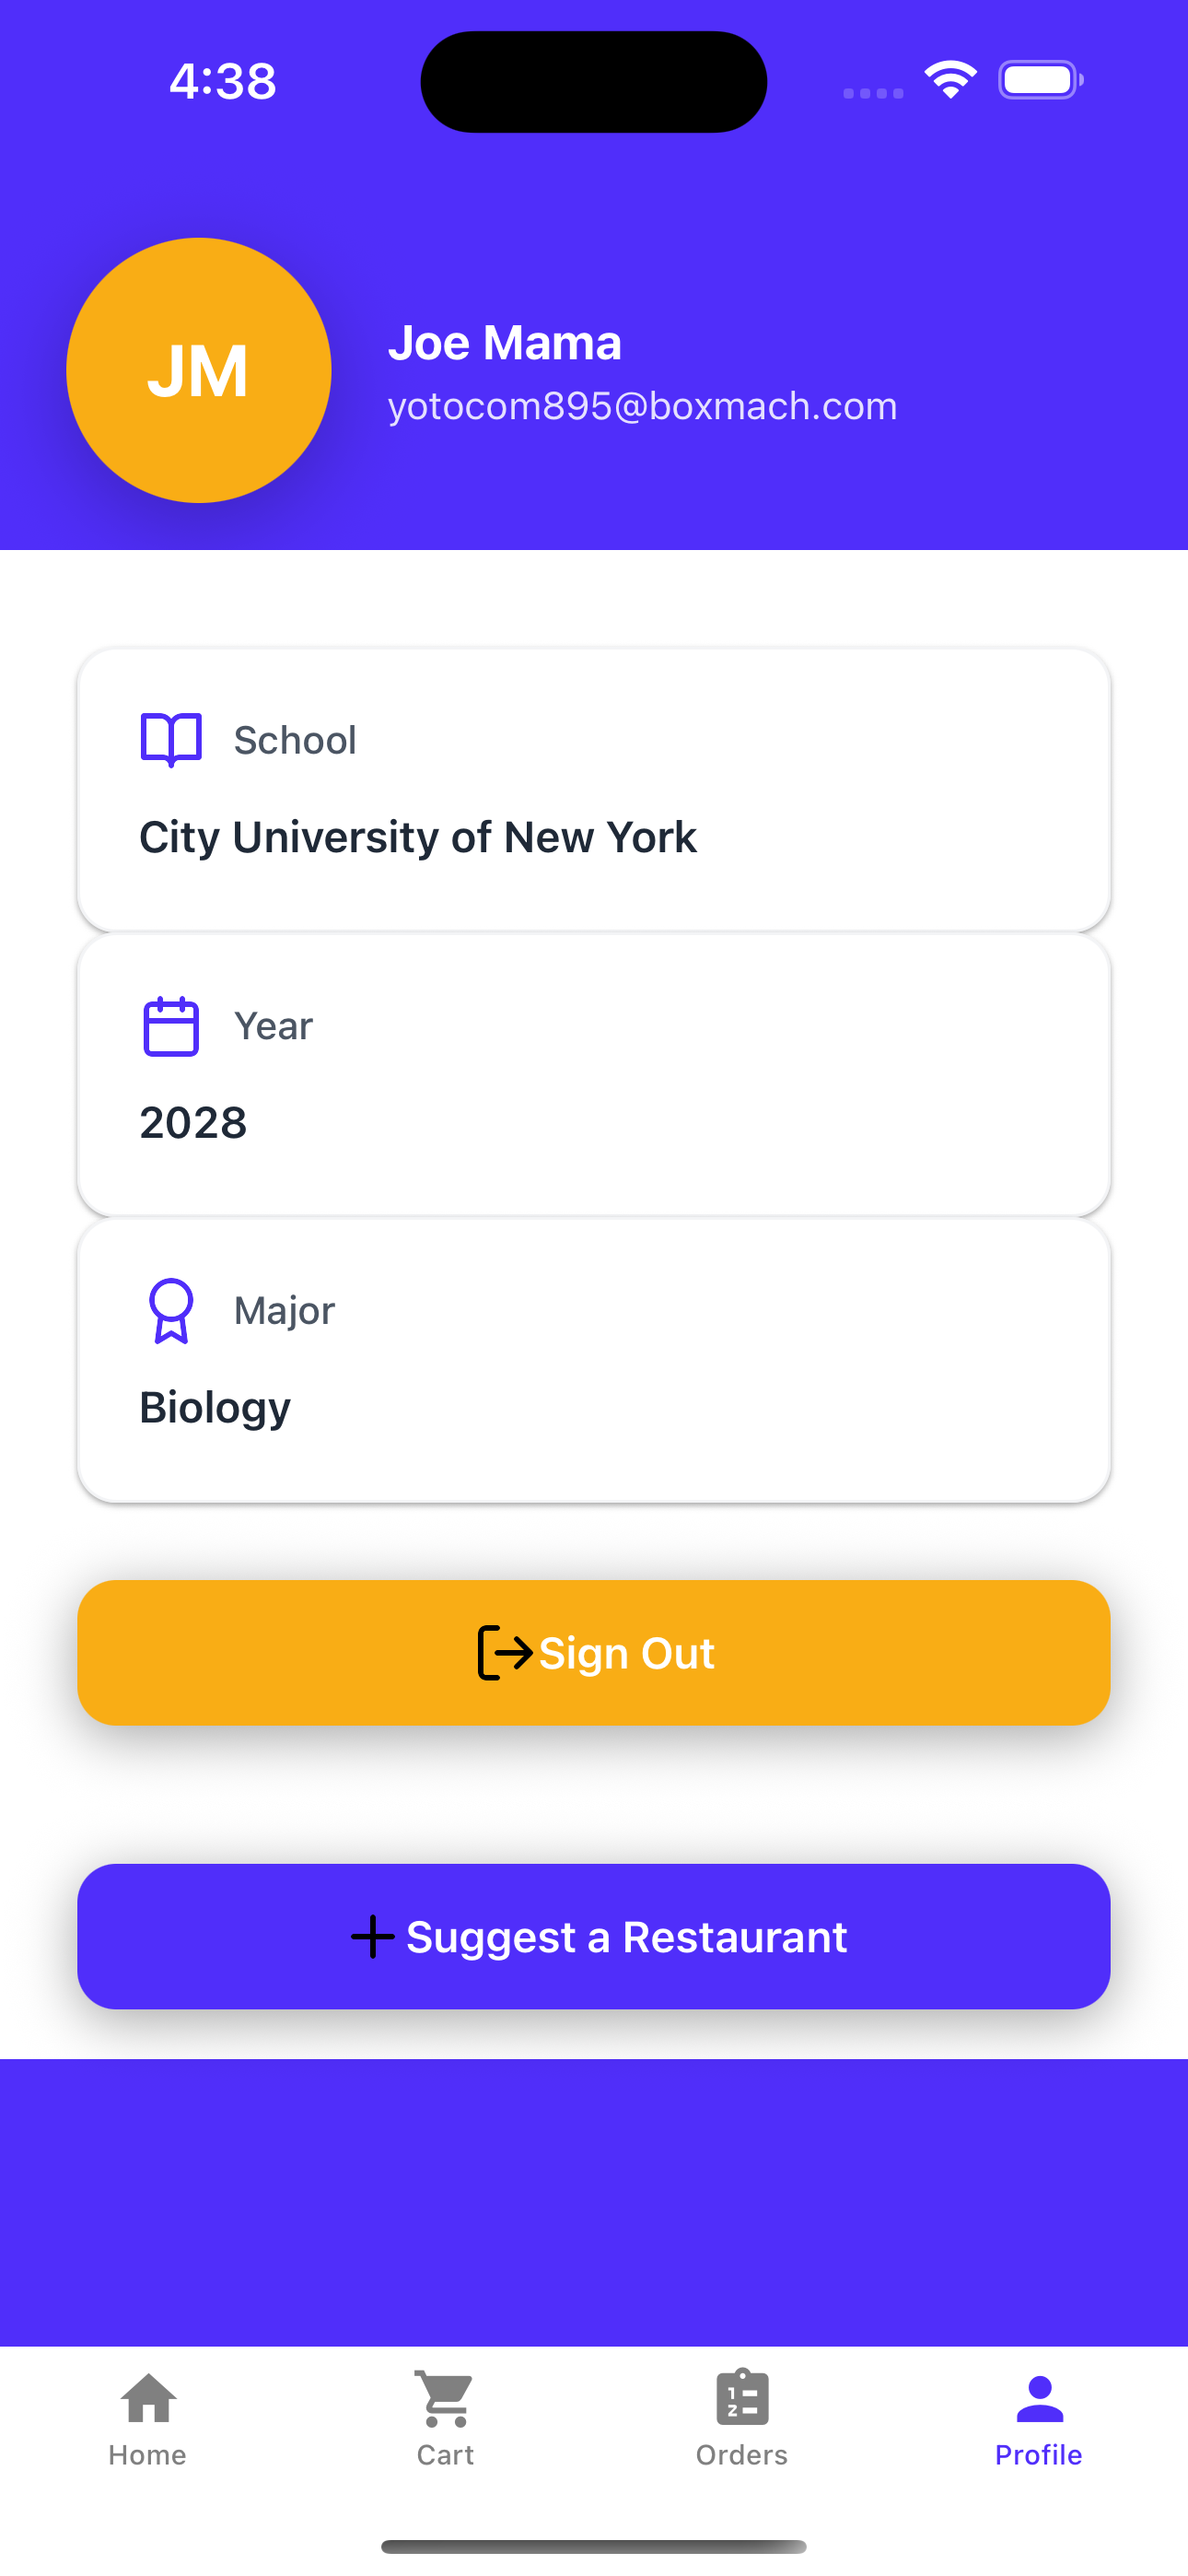 4:38
JM
Joe Mama
yotocom895@boxmach.com
School
City University of New York
Year
2028
Major
Biology
Sign Out
Suggest a Restaurant
Home
Cart
Orders
Profile